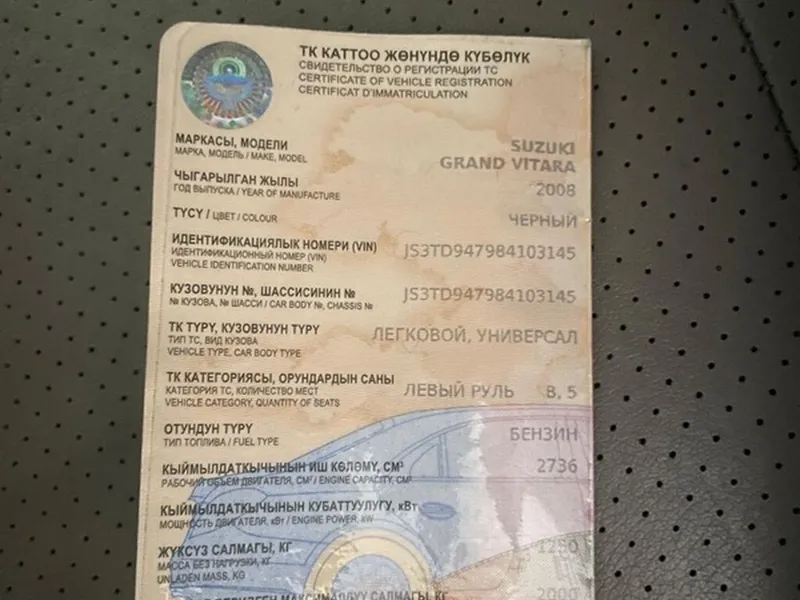 ТК КАТТОО ЖӨНҮНДӨ КҮБӨЛҮК
СВИДЕТЕЛЬСТВО О РЕГИСТРАЦИИ ТС
CERTIFICATE OF VEHICLE REGISTRATION
CERTIFICAT D'IMMATRICULATION
МАРКАСЫ, МОДЕЛИ
МАРКА, МОДЕЛЬ / MAKE, MODEL
SUZUKI
GRAND VITARA
ЧЫГАРЫЛГАН ЖЫЛЫ
ГОД ВЫПУСКА / YEAR OF MANUFACTURE
2008
ТҮСҮ / ЦВЕТ / COLOUR
ЧЕРНЫЙ
ИДЕНТИФИКАЦИЯЛЫК НОМЕРИ (VIN)
ИДЕНТИФИКАЦИОННЫЙ НОМЕР (VIN)
VEHICLE IDENTIFICATION NUMBER
JS3TD947984103145
КУЗОВУНУН №, ШАССИСИНИН №
№ КУЗОВА, № ШАССИ / CAR BODY №, CHASSIS №
JS3TD947984103145
ТК ТҮРҮ, КУЗОВУНУН ТҮРҮ
ТИП ТС, ВИД КУЗОВА
VEHICLE TYPE, CAR BODY TYPE
ЛЕГКОВОЙ, УНИВЕРСАЛ
ТК КАТЕГОРИЯСЫ, ОРУНДАРДЫН САНЫ
КАТЕГОРИЯ ТС, КОЛИЧЕСТВО МЕСТ
VEHICLE CATEGORY, QUANTITY OF SEATS
ЛЕВЫЙ РУЛЬ B, 5
ОТУНДУН ТҮРҮ
ТИП ТОПЛИВА / FUEL TYPE
БЕНЗИН
КЫЙМЫЛДАТКЫЧЫНЫН ИШ КӨЛӨМҮ, СМ³
РАБОЧИЙ ОБЪЕМ ДВИГАТЕЛЯ, СМ³ / ENGINE CAPACITY, CM³
2736
КЫЙМЫЛДАТКЫЧЫНЫН КУБАТТУУЛУГУ, кВт
МОЩНОСТЬ ДВИГАТЕЛЯ, кВт / ENGINE POWER, KW
ЖҮКСҮЗ САЛМАГЫ, КГ
МАССА БЕЗ НАГРУЗКИ, КГ
UNLADEN MASS, KG
1250
МАКСИМАЛДУУ САЛМАГЫ, КГ
2000